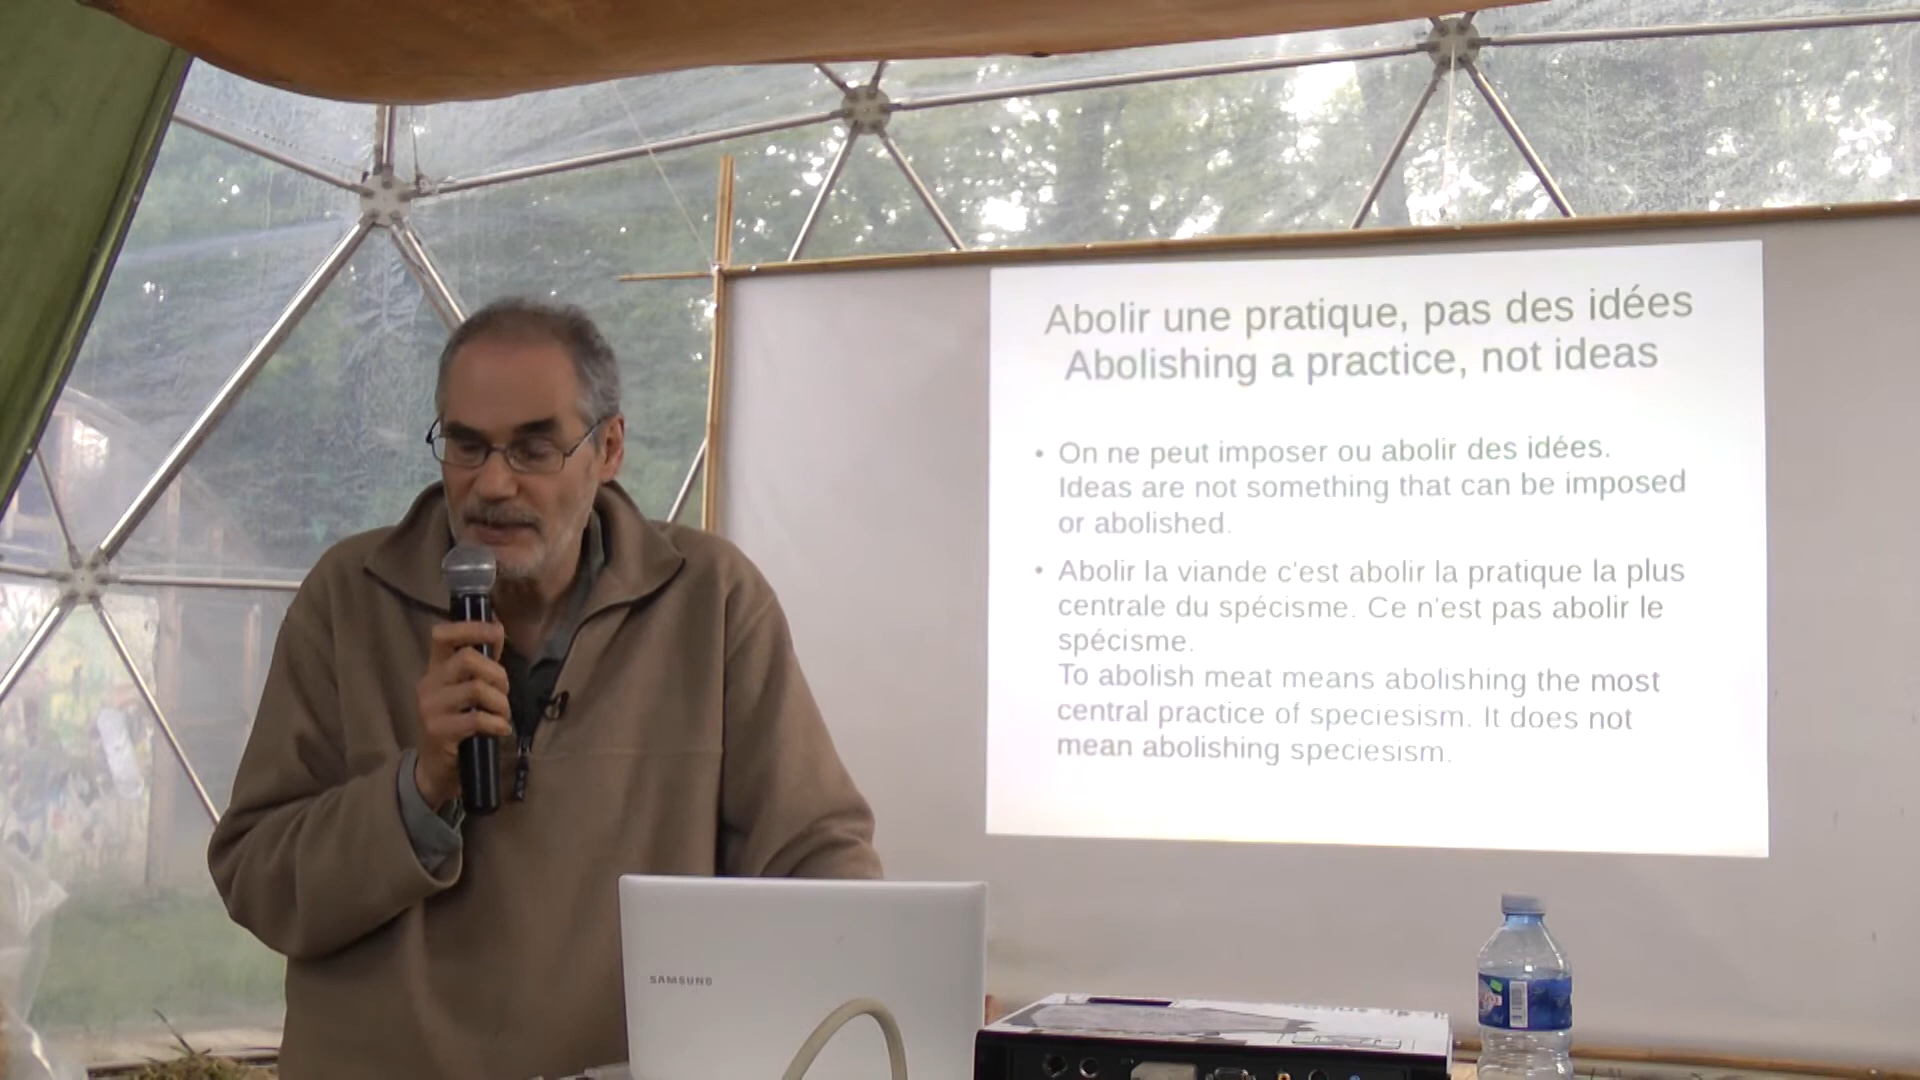 Abolir une pratique, pas des idées
Abolishing a practice, not ideas
• On ne peut imposer ou abolir des idées.
Ideas are not something that can be imposed
or abolished.
• Abolir la viande c'est abolir la pratique la plus
centrale du spécisme. Ce n'est pas abolir le
spécisme.
To abolish meat means abolishing the most
central practice of speciesism. It does not
mean abolishing speciesism.
SAMSUNG